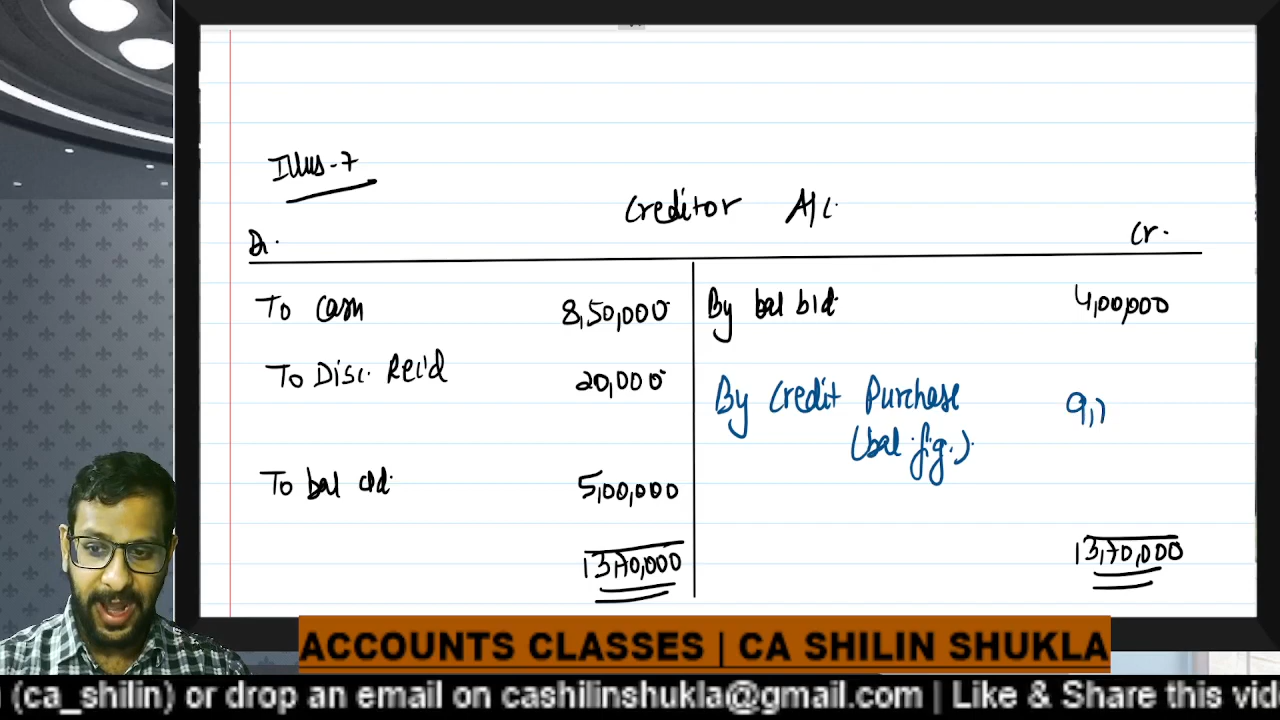 Illus-7
Creditor A/c.
Dr. Cr.
To Cash 8,50,000 By bal b/d 4,00,000
To Disc. Rec'd 20,000 By Credit Purchase 9,7
(bal. fig.)
To bal c/d 5,00,000
13,70,000 13,70,000
ACCOUNTS CLASSES | CA SHILIN SHUKLA
(ca_shilin) or drop an email on cashilinshukla@gmail.com | Like & Share this vid